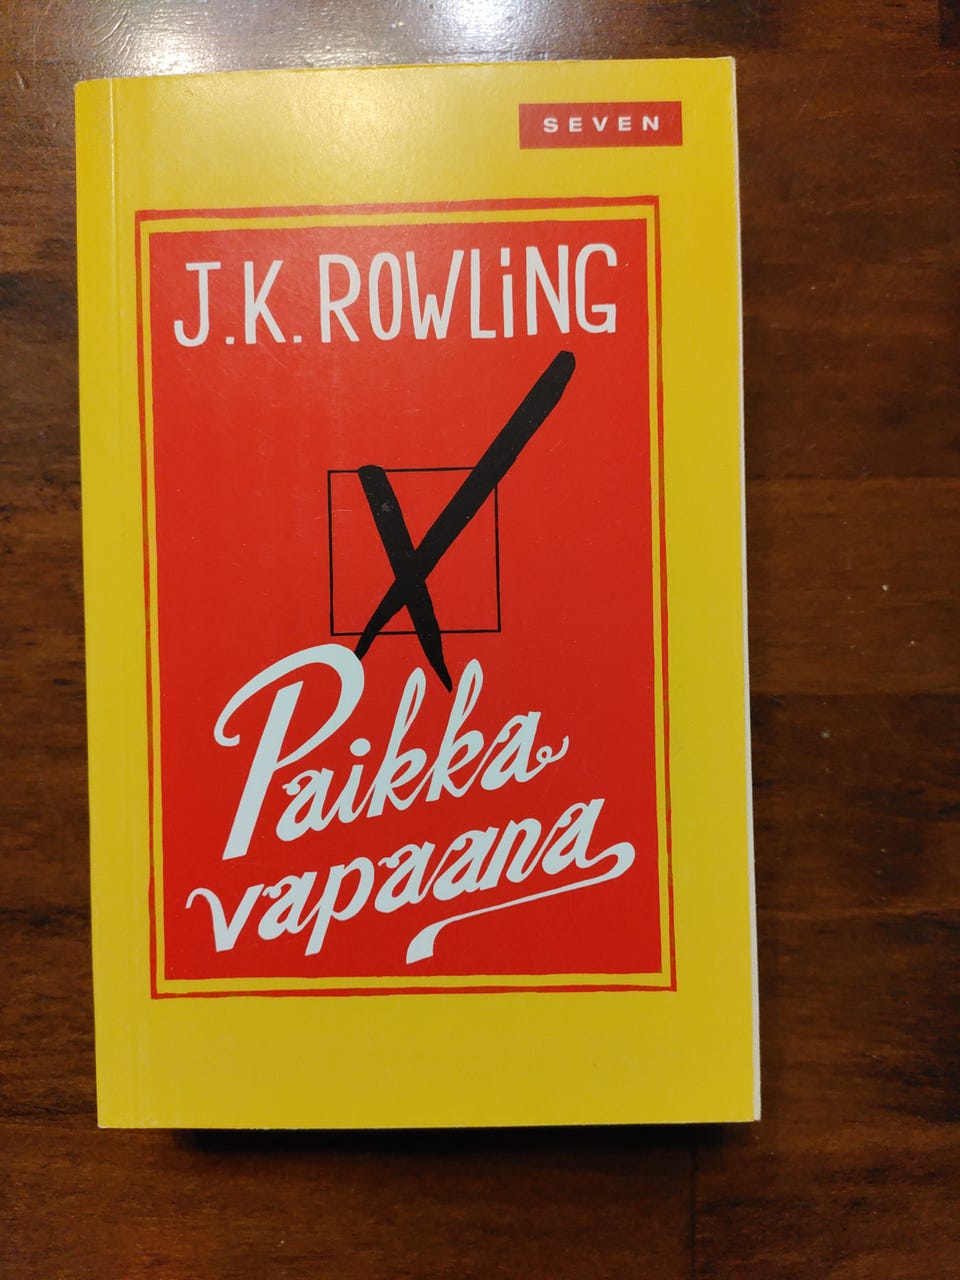 SEVEN
J.K. ROWLiNG
Paikka
vapaana